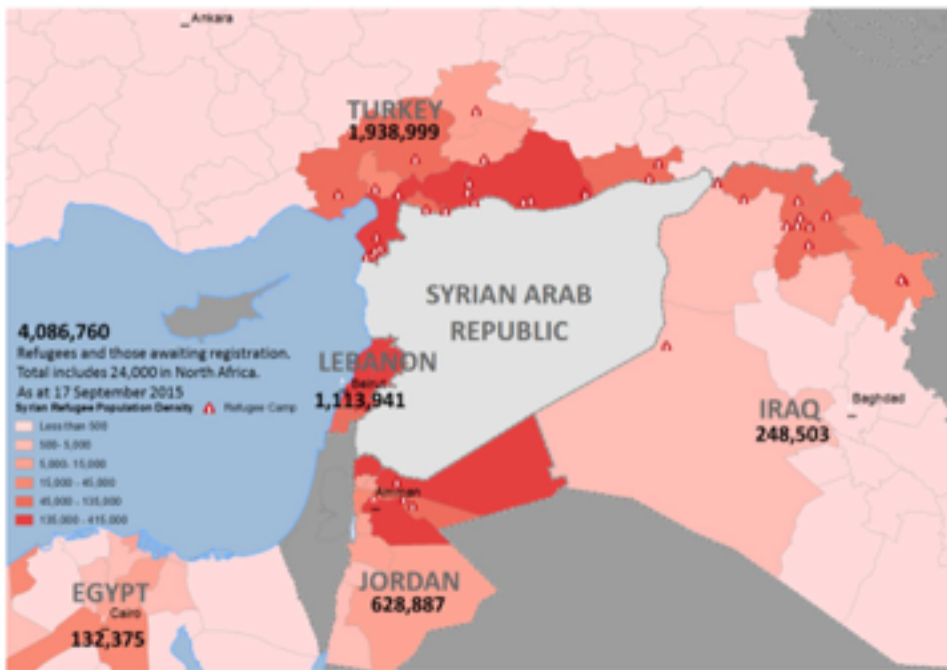 Ankara
TURKEY
1,938,999
SYRIAN ARAB
REPUBLIC
4,086,760
Refugees and those awaiting registration.
Total includes 24,000 in North Africa.
As at 17 September 2015
Syrian Refugee Population Density
Refugee Camp
Less than 500
500- 5,000
5,000- 15,000
15,000 - 45,000
45,000 - 135,000
135,000 - 415,000
LEBANON
Beirut
1,113,941
Baghdad
IRAQ
248,503
Amman
JORDAN
628,887
EGYPT
Cairo
132,375